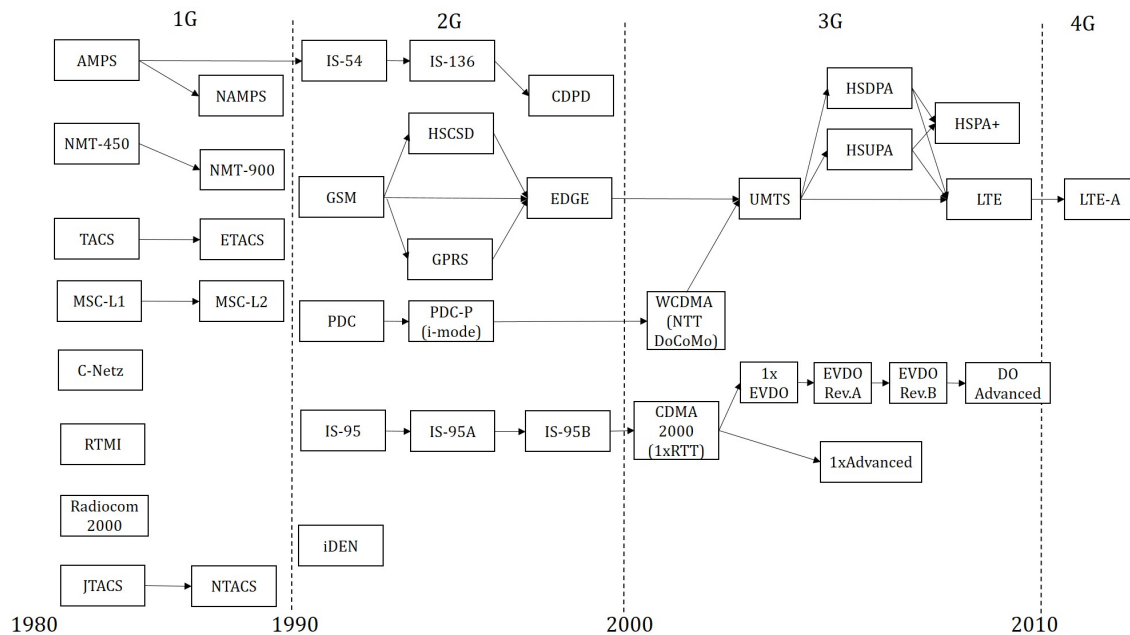 1G
2G
3G
4G
AMPS
IS-54
IS-136
NAMPS
CDPD
HSDPA
HSPA+
NMT-450
HSCSD
HSUPA
NMT-900
GSM
EDGE
UMTS
LTE
LTE-A
TACS
ETACS
GPRS
MSC-L1
MSC-L2
PDC
PDC-P
(i-mode)
WCDMA
(NTT
DoCoMo)
C-Netz
1x
EVDO
EVDO
Rev.A
EVDO
Rev.B
DO
Advanced
RTMI
IS-95
IS-95A
IS-95B
CDMA
2000
(1xRTT)
1xAdvanced
Radiocom
2000
iDEN
JTACS
NTACS
1980
1990
2000
2010